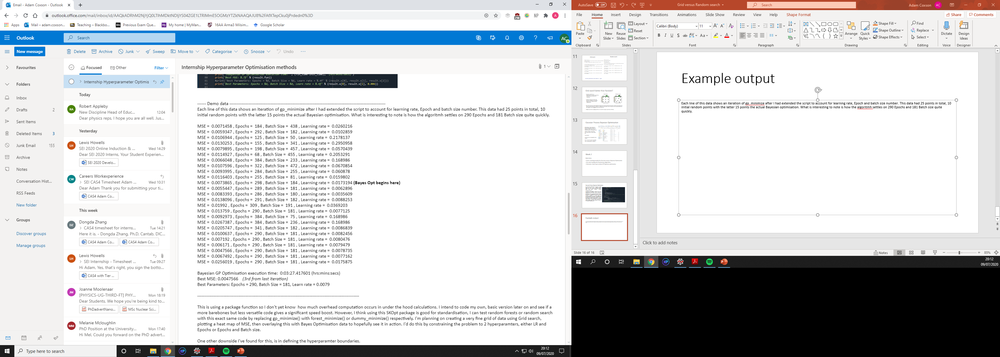 Email - Adam Coxson - Outlook
outlook.office.com/mail/inbox/id/AAQkADRhM2NjYjQ0LTlhMDktNDljYS04ZGE1LTRlMmE5OGMzYTZkNAAQAJU8%2FAfXTepCku0jPrdedn0%3D
298
NP
A
Apps
Mail – adam.coxson...
Teaching – Blackbo...
Previous Exam Que...
My home | MyMan...
16AA Arma3 Milsim...
Google Scholar
Outlook
Search
AC
New message
Delete
Archive
Junk
Sweep
Move to
Categorise
Snooze
Undo
Favourites
Folders
Inbox
Drafts 2
Sent Items
Deleted Items 3
Junk Email 155
Archive
Notes
Conversation Hist...
RSS Feeds
New folder
Groups
Discover groups
Manage groups
Focused
Other
Filter
Internship Hyperparameter Optimis
Today
RA
Robert Appleby
New Discipline Head of Educ... 12:04
Dear physics reps, I hope you are all well. Jus...
Yesterday
LH
Lewis Howells
SEI 2020 Online Induction & ... Wed 14:29
Dear SEI 2020 Interns, Your Student Experien...
SEI 2020 Develo...
CW
Careers Workexperience
SEI CAS4 Timesheet Adam ... Wed 10:31
Dear Adam Thank you for submitting your ti...
CAS4 Adam Co...
This week
DZ
Dongda Zhang
CAS4 timesheet for interns... Tue 14:21
Here it is. - Dongda Zhang, Ph.D, Cantab, DIC...
CAS4 Adam Co...
CAS4 Adam Co...
LH
Lewis Howells
SEI Internship - Timesheet ... Tue 09:27
Hi Adam, Yes, that's right, you sign the botto...
CAS4 with Tier ...
JM
Joanne Moolenaar
[PHYSICS-UG-THIRD-FT] PHY... Mon 18:19
Dear Students, We hope you're being kind to...
PhDadvertNano...
MSc Nuclear Sci...
MM
Melanie Mcloughlin
PhD Position at the University... Mon 17:40
Hi Mel, Could you forward on the PhD advert...
Internship Hyperparameter Optimisation methods
1
80 print('Best MSE: %.7f' % (result.fun))
81 #print('Best Parameters: Epochs = %d, Batch Size = %d, Learn rate = %.4f' % (result.x[0], result.x[1], result.x[2]))
82 print('Best Parameters: Epochs = %d, Batch Size = %d, Learn rate = %.4f' % (result.x[0], result.x[1], 0.006))
83
------ Demo data ------------------------------------------------------------------------------------------------------------
Each line of this data shows an iteration of gp_minimize after I had extended the script to account for learning rate, Epoch and batch size number. This data had 25 points in total, 10
initial random points with the latter 15 points the actual Bayesian optimisation. What is interesting to note is how the algoritmh settles on 290 Epochs and 181 Batch size quite quickly.
MSE = 0.0071458 , Epochs = 184 , Batch Size = 438 , Learning rate = 0.0260216
MSE = 0.0059347 , Epochs = 292 , Batch Size = 182 , Learning rate = 0.0102859
MSE = 0.0106944 , Epochs = 125 , Batch Size = 50 , Learning rate = 0.2178137
MSE = 0.0130253 , Epochs = 155 , Batch Size = 341 , Learning rate = 0.2950958
MSE = 0.0079895 , Epochs = 198 , Batch Size = 457 , Learning rate = 0.0570439
MSE = 0.0114927 , Epochs = 68 , Batch Size = 455 , Learning rate = 0.2053291
MSE = 0.0066048 , Epochs = 384 , Batch Size = 233 , Learning rate = 0.168986
MSE = 0.0107596 , Epochs = 322 , Batch Size = 472 , Learning rate = 0.0670854
MSE = 0.0093995 , Epochs = 284 , Batch Size = 255 , Learning rate = 0.060878
MSE = 0.0116403 , Epochs = 255 , Batch Size = 81 , Learning rate = 0.0159802
MSE = 0.0073865 , Epochs = 298 , Batch Size = 184 , Learning rate = 0.0173194 (Bayes Opt begins here)
MSE = 0.0055447 , Epochs = 289 , Batch Size = 181 , Learning rate = 0.0062896
MSE = 0.0083393 , Epochs = 286 , Batch Size = 180 , Learning rate = 0.0035609
MSE = 0.0138096 , Epochs = 291 , Batch Size = 182 , Learning rate = 0.0088253
MSE = 0.01992 , Epochs = 309 , Batch Size = 191 , Learning rate = 0.0369203
MSE = 0.013759 , Epochs = 290 , Batch Size = 181 , Learning rate = 0.0077125
MSE = 0.0092973 , Epochs = 384 , Batch Size = 75 , Learning rate = 0.168986
MSE = 0.0267387 , Epochs = 384 , Batch Size = 236 , Learning rate = 0.168986
MSE = 0.0205747 , Epochs = 341 , Batch Size = 182 , Learning rate = 0.0086839
MSE = 0.0100637 , Epochs = 290 , Batch Size = 181 , Learning rate = 0.0082456
MSE = 0.007192 , Epochs = 290 , Batch Size = 181 , Learning rate = 0.0080476
MSE = 0.006171 , Epochs = 290 , Batch Size = 181 , Learning rate = 0.0079479
MSE = 0.0047566 , Epochs = 290 , Batch Size = 181 , Learning rate = 0.0078735
MSE = 0.0067492 , Epochs = 290 , Batch Size = 181 , Learning rate = 0.0077162
MSE = 0.0256019 , Epochs = 290 , Batch Size = 181 , Learning rate = 0.0175875
Bayesian GP Optimisation execution time: 0:03:27.417601 (hrs:mins:secs)
Best MSE: 0.0047566 (3rd from last iteration)
Best Parameters: Epochs = 290, Batch Size = 181, Learn rate = 0.0079
This is using a package function so I don't yet know how much overhead computation occurs in under the hood calculations. I intend to code my own, basic version later on and see if a
more barebones but less versatile code gives a significant speed boost. However, I think using this SKOpt package is good for standardisation, I can test random forests or random search
with this exact same code by replacing gp_minimize() with forest_minimize() or dummy_minimize() respectively. I'm planning on creating a very fine grid of data using Grid search,
plotting a heat map of MSE, then overlaying this with Bayes Optimisation data to hopefully see it in action. I'd do this by constraining the problem to 2 hyperparamters, either LR and
Epochs or Epochs and Batch size.
One other downside I've found for this, is in defining the hyperparamter boundaries.
Type here to search
20:12
09/07/2020
AutoSave Off
Grid versus Random search
Search
Adam Coxson
AC
File
Home
Insert
Design
Transitions
Animations
Slide Show
Review
View
Help
Shape Format
Share
Comments
Paste
New Slide
Reuse Slides
Layout
Reset
Section
Calibri (Body)
11
Arrange
Quick Styles
Shape Fill
Shape Outline
Shape Effects
Find
Replace
Select
Dictate
Design Ideas
Clipboard
Slides
Font
Paragraph
Drawing
Editing
Voice
Designer
11
12
Grid search better than Random?
13
Gaussian Process Bayesian Optimisation
14
Week 2
15
16
Example output
Example output
Each line of this data shows an iteration of gp_minimize after I had extended the script to account for learning rate, Epoch and batch size number. This data had 25 points in total, 10
initial random points with the latter 15 points the actual Bayesian optimisation. What is interesting to note is how the algoritmh settles on 290 Epochs and 181 Batch size quite
quickly.
Click to add notes
Slide 16 of 16
Notes
85%
20:12
09/07/2020